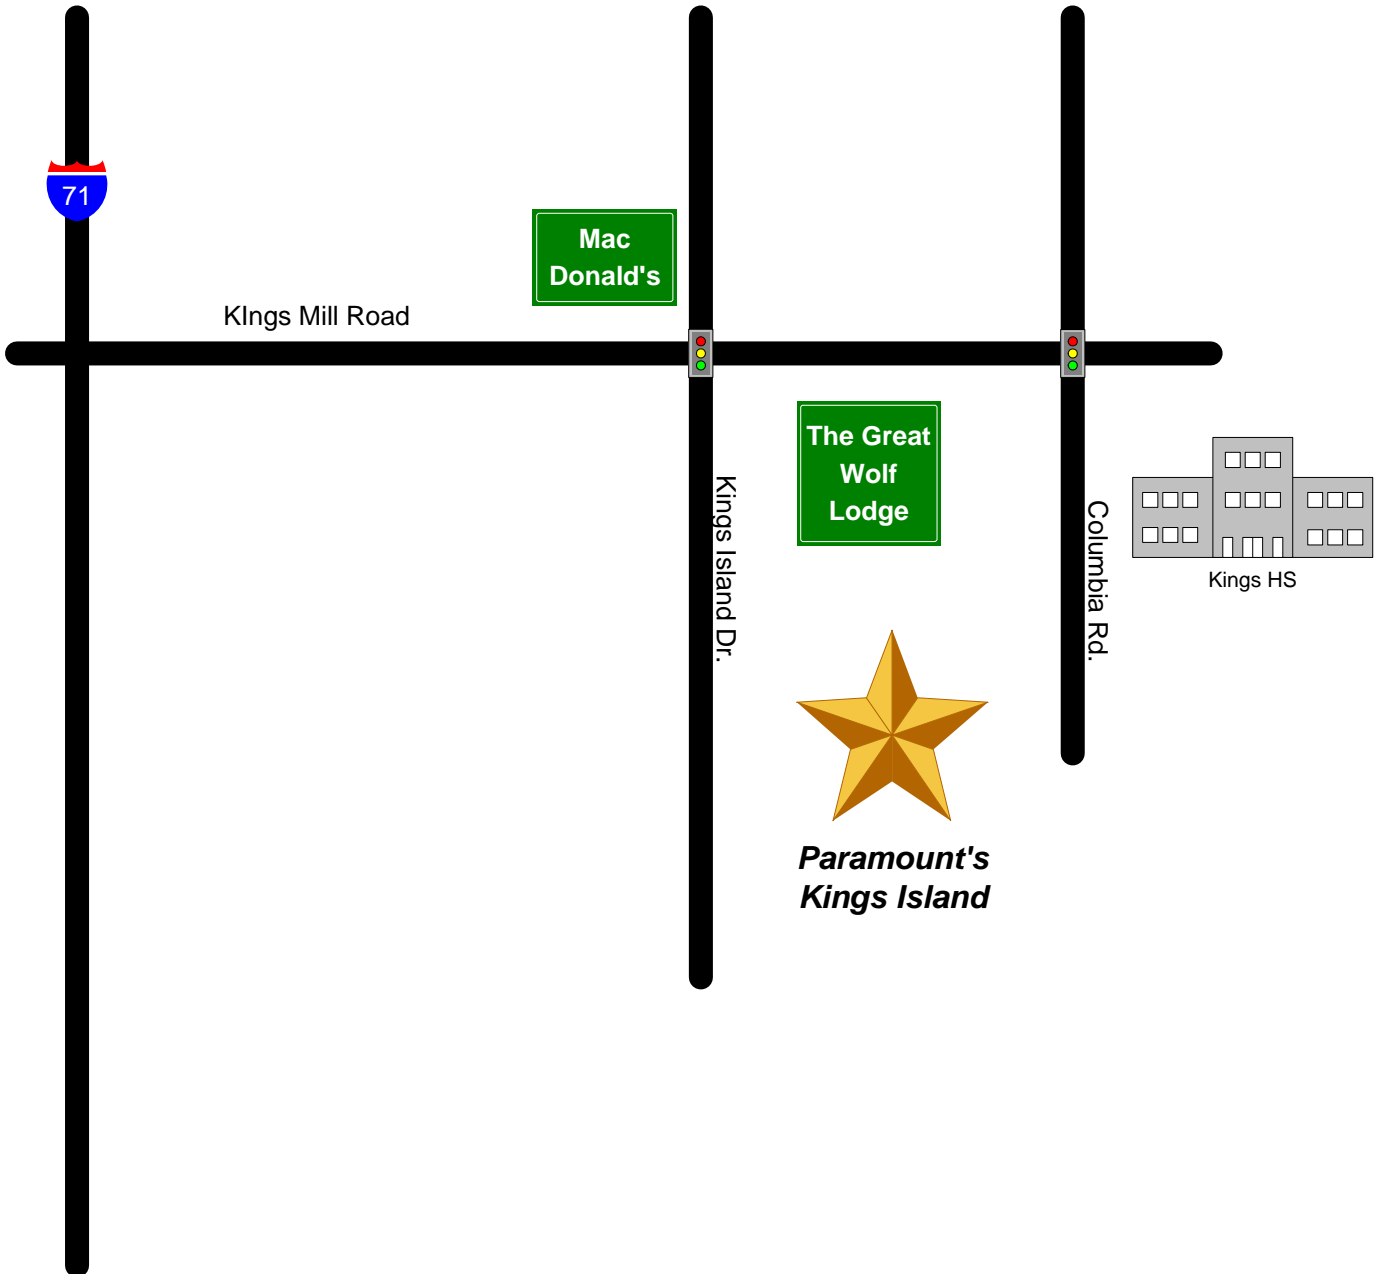 71
Mac
Donald's
KIngs Mill Road
The Great
Wolf
Lodge
Kings Island Dr.
Columbia Rd.
Kings HS
Paramount's
Kings Island